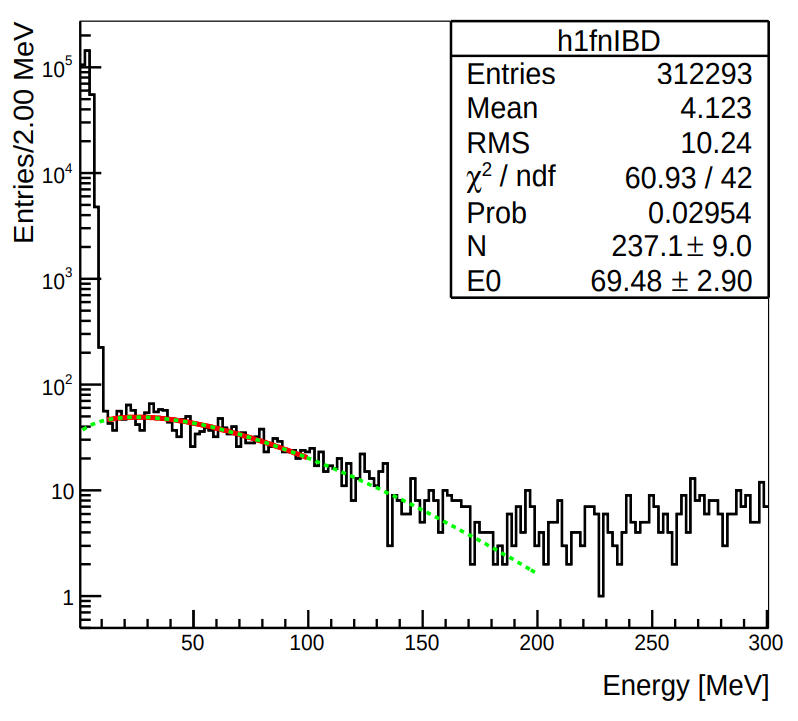 Entries/2.00 MeV
10⁵
10⁴
10³
10²
10
1
h1fnIBD
Entries 312293
Mean 4.123
RMS 10.24
χ² / ndf 60.93 / 42
Prob 0.02954
N 237.1 ± 9.0
E0 69.48 ± 2.90
50 100 150 200 250 300
Energy [MeV]